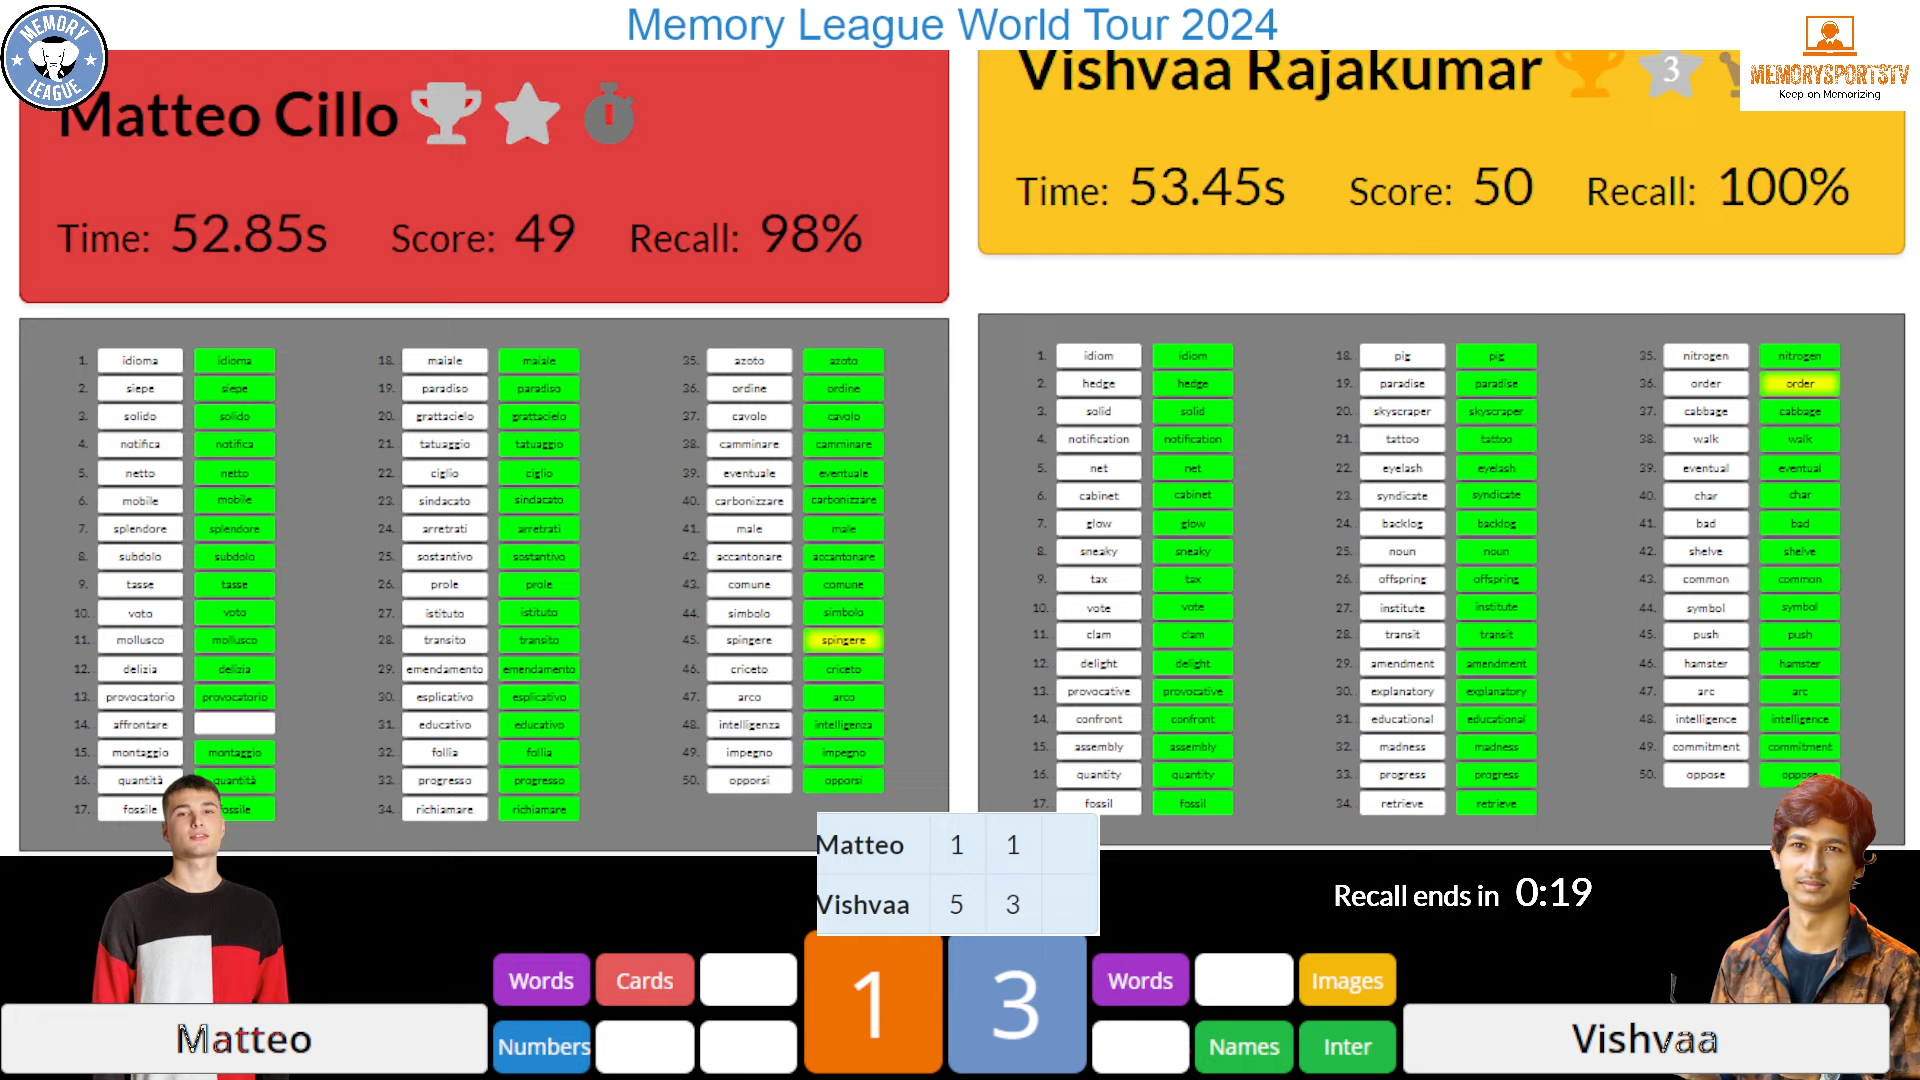 Memory League World Tour 2024
MEMORY LEAGUE
MEMORYSPORTSTV
Keep on Memorizing
Matteo Cillo
Time: 52.85s Score: 49 Recall: 98%
Vishvaa Rajakumar 3
Time: 53.45s Score: 50 Recall: 100%
1. idioma idioma 18. maiale maiale 35. azoto azoto
2. siepe siepe 19. paradiso paradiso 36. ordine ordine
3. solido solido 20. grattacielo grattacielo 37. cavolo cavolo
4. notifica notifica 21. tatuaggio tatuaggio 38. camminare camminare
5. netto netto 22. ciglio ciglio 39. eventuale eventuale
6. mobile mobile 23. sindacato sindacato 40. carbonizzare carbonizzare
7. splendore splendore 24. arretrati arretrati 41. male male
8. subdolo subdolo 25. sostantivo sostantivo 42. accantonare accantonare
9. tasse tasse 26. prole prole 43. comune comune
10. voto voto 27. istituto istituto 44. simbolo simbolo
11. mollusco mollusco 28. transito transito 45. spingere spingere
12. delizia delizia 29. emendamento emendamento 46. criceto criceto
13. provocatorio provocatorio 30. esplicativo esplicativo 47. arco arco
14. affrontare 31. educativo educativo 48. intelligenza intelligenza
15. montaggio montaggio 32. follia follia 49. impegno impegno
16. quantità quantità 33. progresso progresso 50. opporsi opporsi
17. fossile fossile 34. richiamare richiamare
1. idiom idiom 18. pig pig 35. nitrogen nitrogen
2. hedge hedge 19. paradise paradise 36. order order
3. solid solid 20. skyscraper skyscraper 37. cabbage cabbage
4. notification notification 21. tattoo tattoo 38. walk walk
5. net net 22. eyelash eyelash 39. eventual eventual
6. cabinet cabinet 23. syndicate syndicate 40. char char
7. glow glow 24. backlog backlog 41. bad bad
8. sneaky sneaky 25. noun noun 42. shelve shelve
9. tax tax 26. offspring offspring 43. common common
10. vote vote 27. institute institute 44. symbol symbol
11. clam clam 28. transit transit 45. push push
12. delight delight 29. amendment amendment 46. hamster hamster
13. provocative provocative 30. explanatory explanatory 47. arc arc
14. confront confront 31. educational educational 48. intelligence intelligence
15. assembly assembly 32. madness madness 49. commitment commitment
16. quantity quantity 33. progress progress 50. oppose oppose
17. fossil fossil 34. retrieve retrieve
Matteo 1 1
Vishvaa 5 3
Recall ends in 0:19
Words Cards 1 3 Words Images
Numbers Names Inter
Matteo
Vishvaa